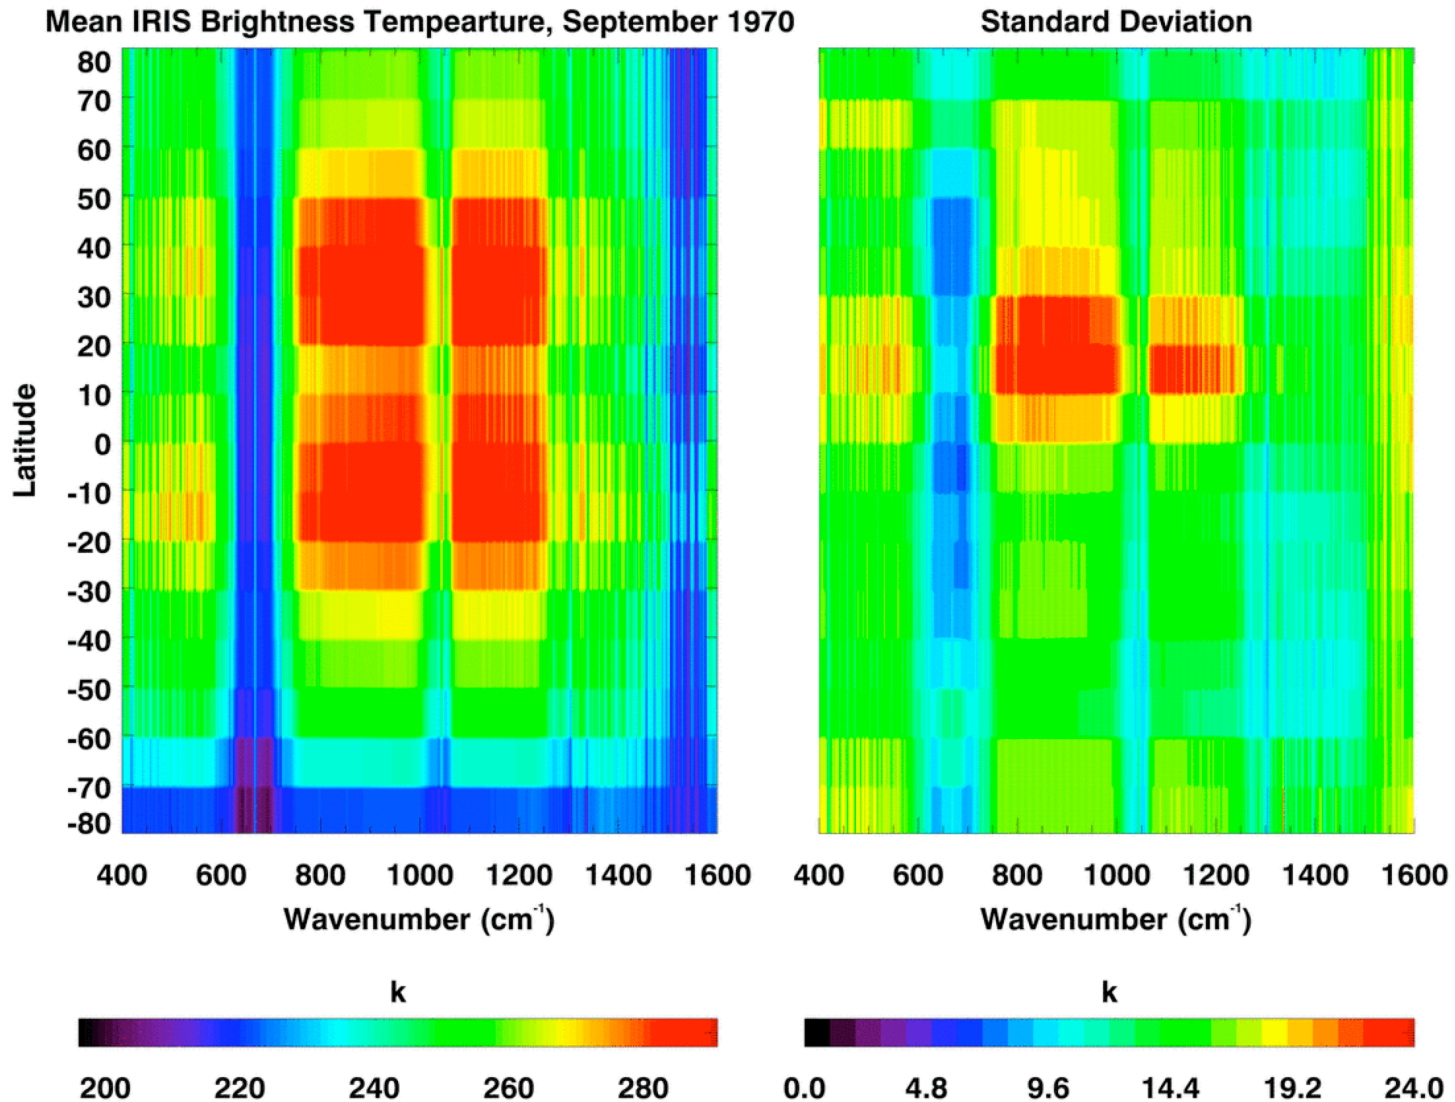 Mean IRIS Brightness Tempearture, September 1970
Standard Deviation
Latitude
80
70
60
50
40
30
20
10
0
-10
-20
-30
-40
-50
-60
-70
-80
400 600 800 1000 1200 1400 1600
400 600 800 1000 1200 1400 1600
Wavenumber (cm⁻¹)
Wavenumber (cm⁻¹)
k
k
200 220 240 260 280
0.0 4.8 9.6 14.4 19.2 24.0